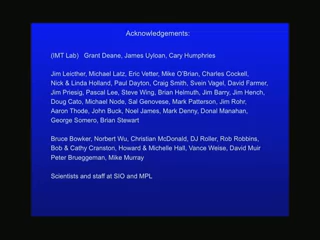 Acknowledgements:
(IMT Lab) Grant Deane, James Uyloan, Cary Humphries
Jim Leicther, Michael Latz, Eric Vetter, Mike O'Brian, Charles Cockell,
Nick & Linda Holland, Paul Dayton, Craig Smith, Svein Vagel, David Farmer,
Jim Priesig, Pascal Lee, Steve Wing, Brian Helmuth, Jim Barry, Jim Hench,
Doug Cato, Michael Node, Sal Genovese, Mark Patterson, Jim Rohr,
Aaron Thode, John Buck, Noel James, Mark Denny, Donal Manahan,
George Somero, Brian Stewart
Bruce Bowker, Norbert Wu, Christian McDonald, DJ Roller, Rob Robbins,
Bob & Cathy Cranston, Howard & Michelle Hall, Vance Weise, David Muir
Peter Brueggeman, Mike Murray
Scientists and staff at SIO and MPL